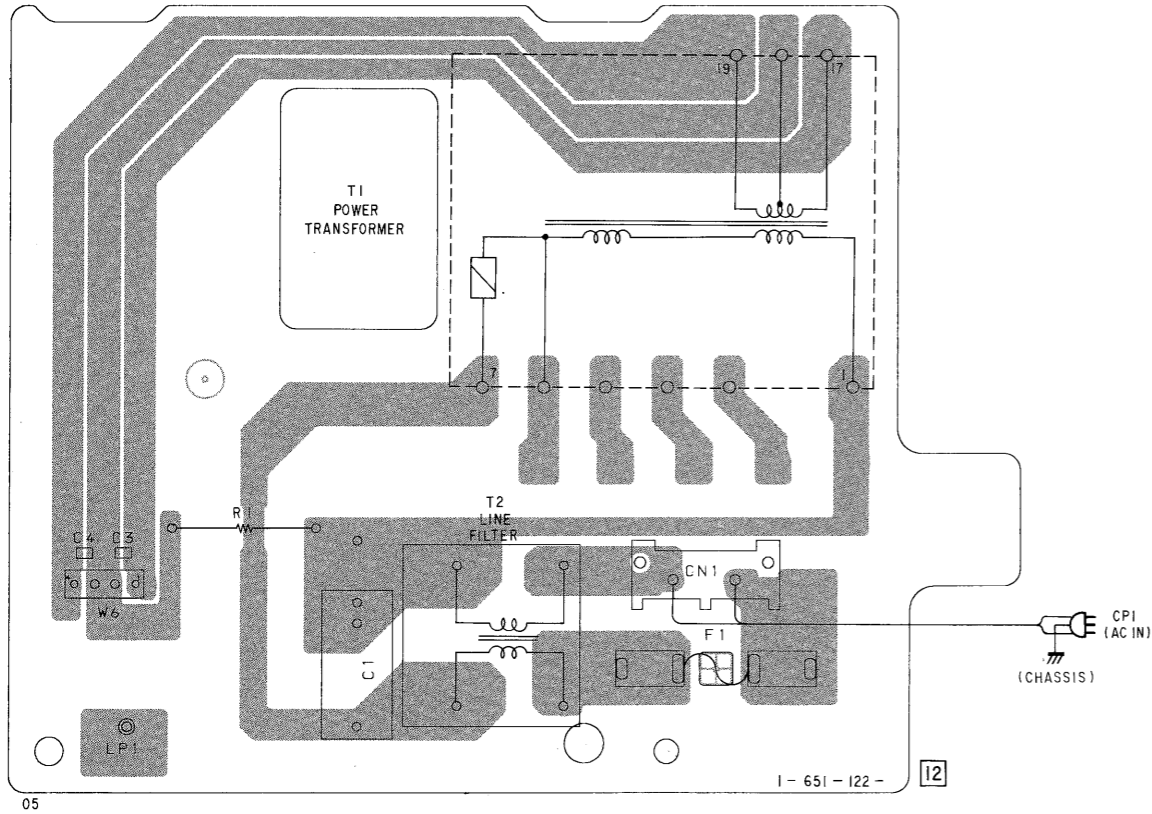 19
17
T1
POWER
TRANSFORMER
7
1
R1
T2
LINE
FILTER
C4
C3
CN1
W6
F1
CP1
(AC IN)
C1
(CHASSIS)
LP1
1-651-122-
12
05